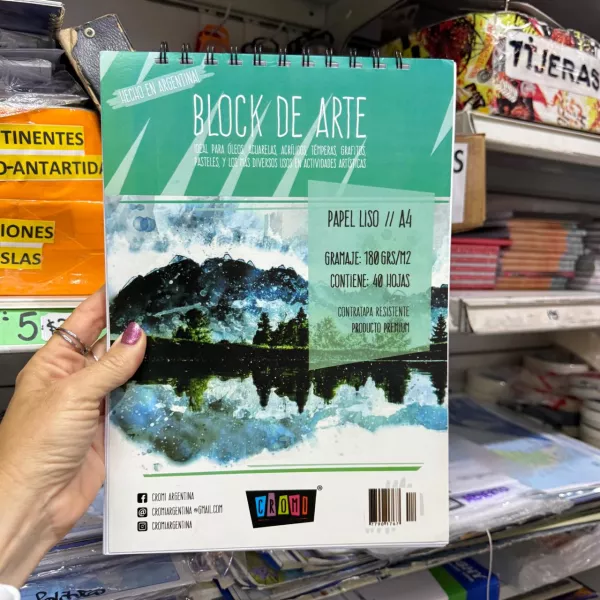 ¡HECHO EN ARGENTINA!
BLOCK DE ARTE
IDEAL PARA ÓLEOS, ACUARELAS, ACRÍLICOS, TÉMPERAS, GRAFITOS,
PASTELES, Y LOS MÁS DIVERSOS USOS EN ACTIVIDADES ARTÍSTICAS
PAPEL LISO // A4
GRAMAJE: 180 GRS/M2
CONTIENE: 40 HOJAS
CONTRATAPA RESISTENTE
PRODUCTO PREMIUM
CROMI ARGENTINA
CROMIARGENTINA@GMAIL.COM
CROMIARGENTINA
CROMI®
TIJERAS
TINENTES
O-ANTARTIDA
IONES
SLAS
5
S